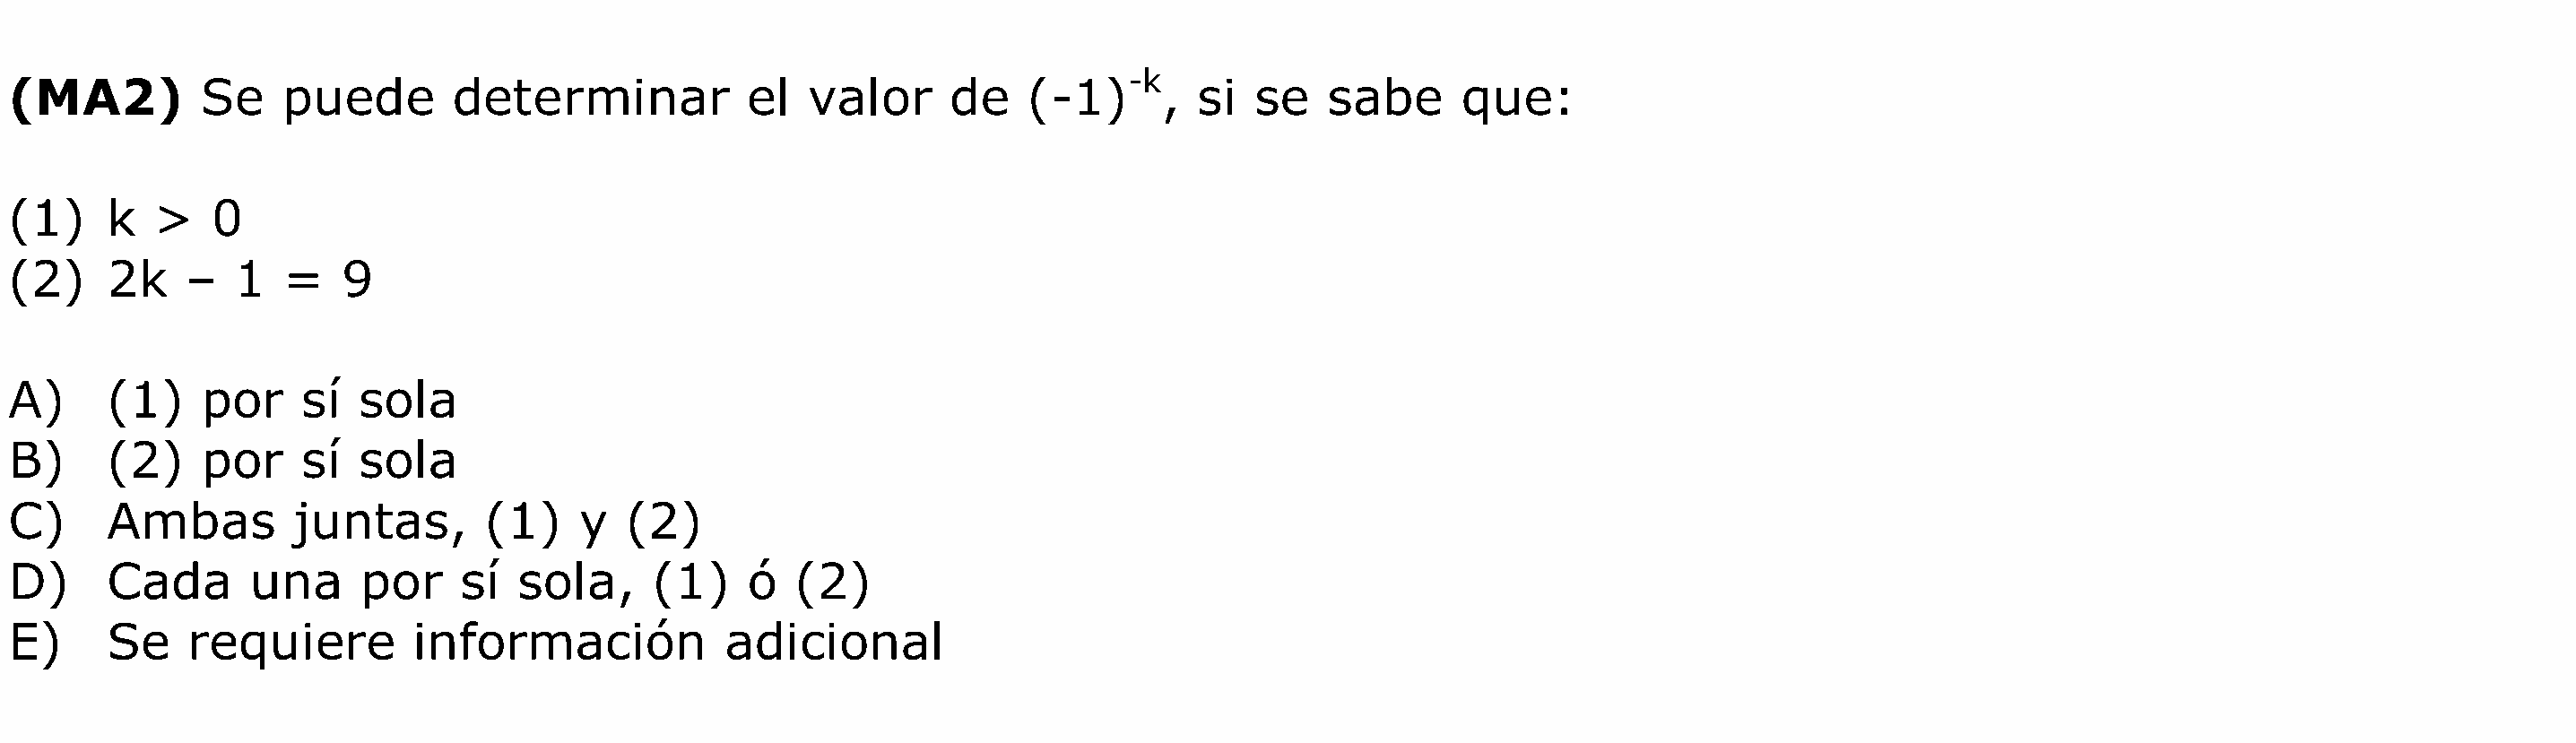 (MA2) Se puede determinar el valor de (-1)⁻ᵏ, si se sabe que:
(1) k > 0
(2) 2k – 1 = 9
A) (1) por sí sola
B) (2) por sí sola
C) Ambas juntas, (1) y (2)
D) Cada una por sí sola, (1) ó (2)
E) Se requiere información adicional